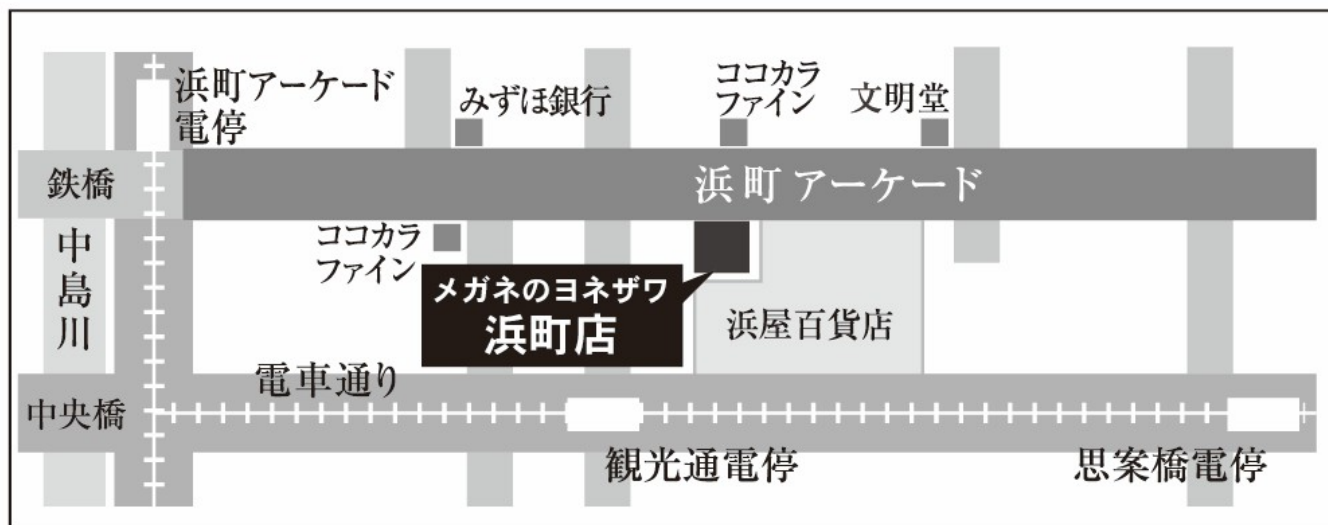 浜町アーケード
電停
みずほ銀行
ココカラ
ファイン
文明堂
鉄橋
浜町アーケード
中島川
ココカラ
ファイン
メガネのヨネザワ
浜町店
浜屋百貨店
電車通り
中央橋
観光通電停
思案橋電停